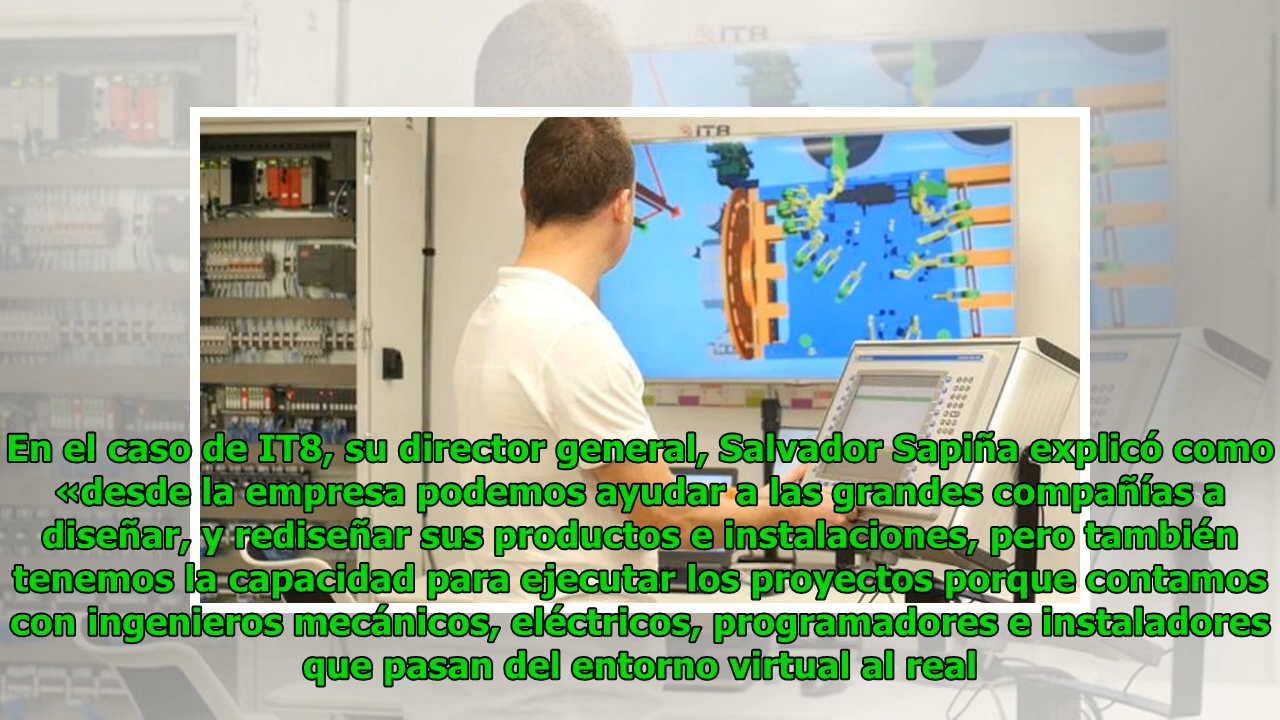 IT8
IT8
En el caso de IT8, su director general, Salvador Sapiña explicó como
«desde la empresa podemos ayudar a las grandes compañías a
diseñar, y rediseñar sus productos e instalaciones, pero también
tenemos la capacidad para ejecutar los proyectos porque contamos
con ingenieros mecánicos, eléctricos, programadores e instaladores
que pasan del entorno virtual al real